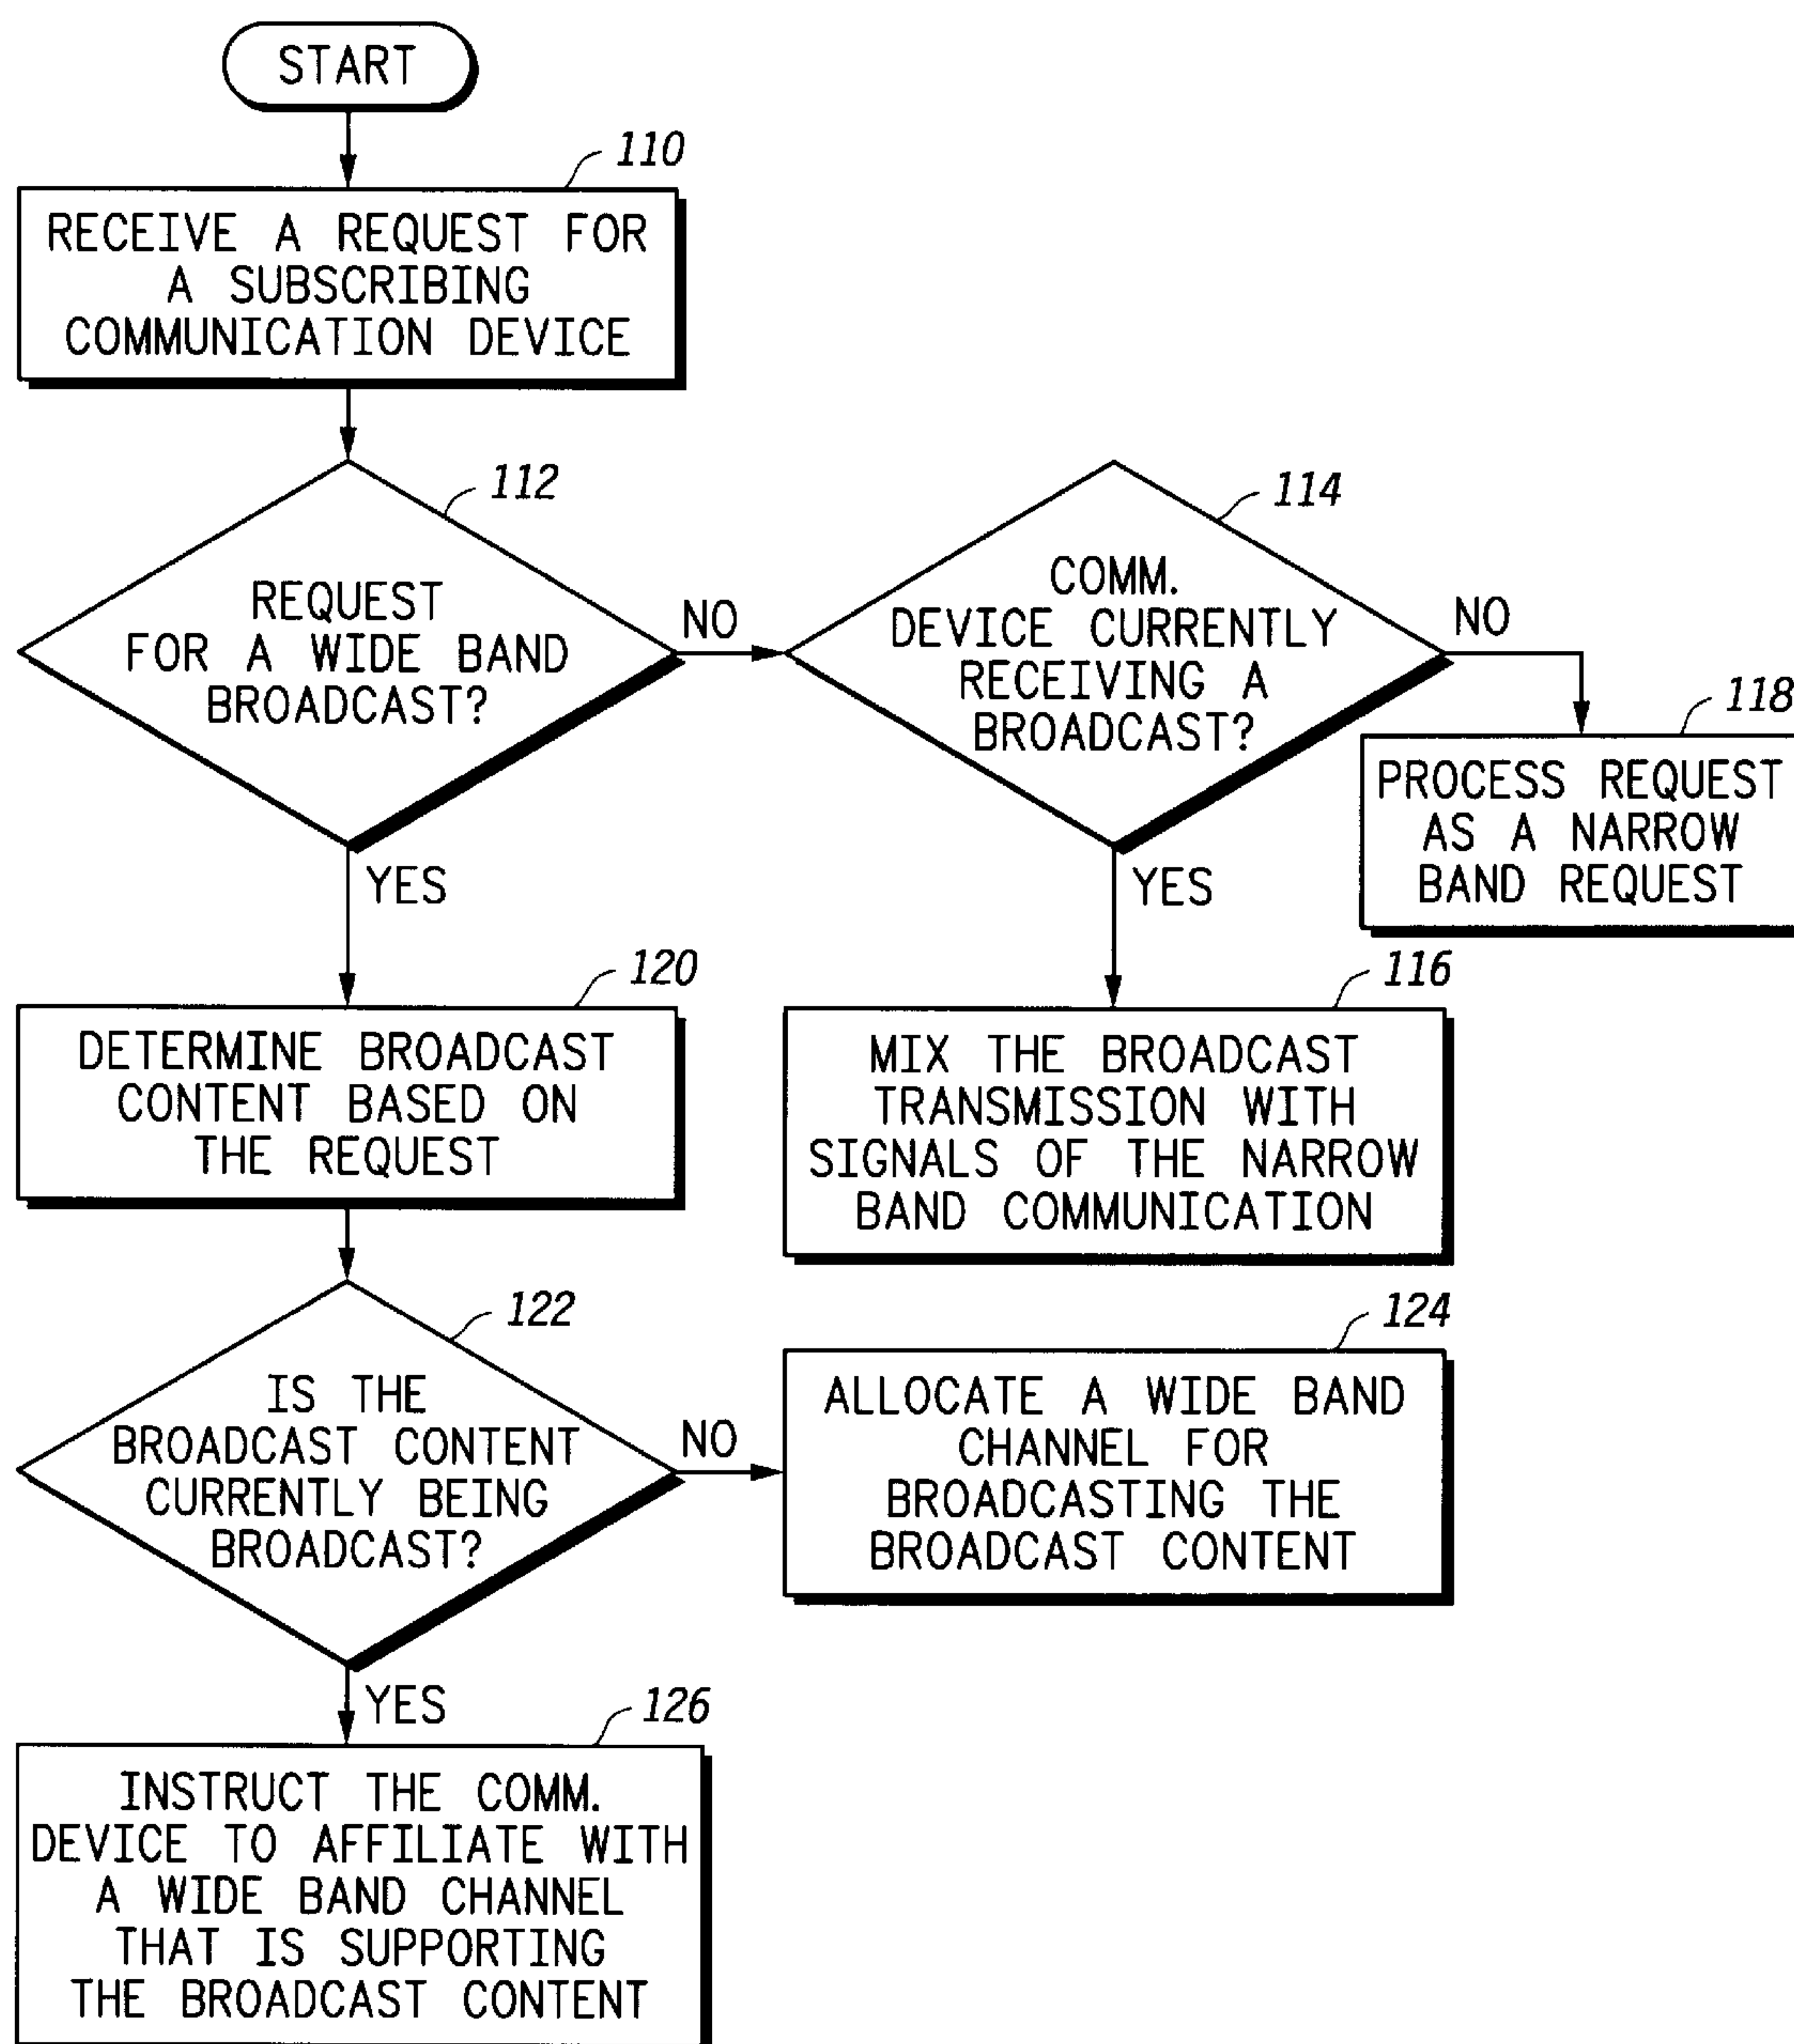 START
110
RECEIVE A REQUEST FOR
A SUBSCRIBING
COMMUNICATION DEVICE
112
REQUEST
FOR A WIDE BAND
BROADCAST?
NO
YES
114
COMM.
DEVICE CURRENTLY
RECEIVING A
BROADCAST?
NO
YES
118
PROCESS REQUEST
AS A NARROW
BAND REQUEST
120
DETERMINE BROADCAST
CONTENT BASED ON
THE REQUEST
116
MIX THE BROADCAST
TRANSMISSION WITH
SIGNALS OF THE NARROW
BAND COMMUNICATION
122
IS THE
BROADCAST CONTENT
CURRENTLY BEING
BROADCAST?
NO
YES
124
ALLOCATE A WIDE BAND
CHANNEL FOR
BROADCASTING THE
BROADCAST CONTENT
126
INSTRUCT THE COMM.
DEVICE TO AFFILIATE WITH
A WIDE BAND CHANNEL
THAT IS SUPPORTING
THE BROADCAST CONTENT